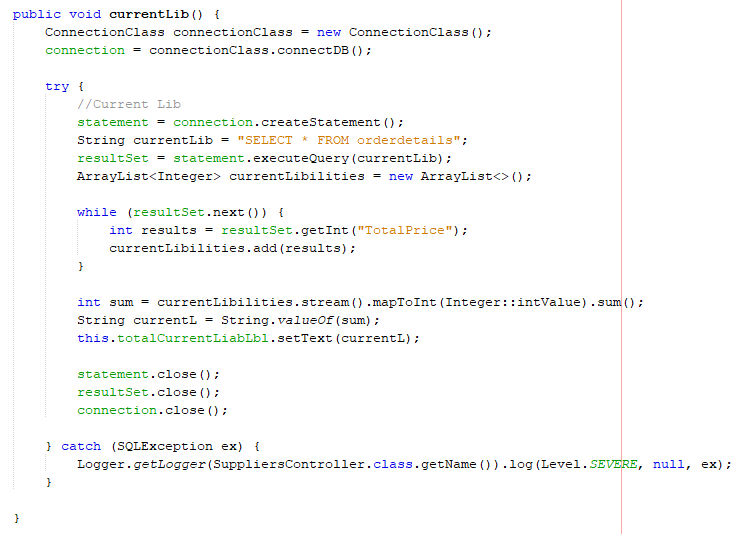 public void currentLib() {
    ConnectionClass connectionClass = new ConnectionClass();
    connection = connectionClass.connectDB();

    try {
        //Current Lib
        statement = connection.createStatement();
        String currentLib = "SELECT * FROM orderdetails";
        resultSet = statement.executeQuery(currentLib);
        ArrayList<Integer> currentLibilities = new ArrayList<>();

        while (resultSet.next()) {
            int results = resultSet.getInt("TotalPrice");
            currentLibilities.add(results);
        }

        int sum = currentLibilities.stream().mapToInt(Integer::intValue).sum();
        String currentL = String.valueOf(sum);
        this.totalCurrentLiabLbl.setText(currentL);

        statement.close();
        resultSet.close();
        connection.close();

    } catch (SQLException ex) {
        Logger.getLogger(SuppliersController.class.getName()).log(Level.SEVERE, null, ex);
    }

}